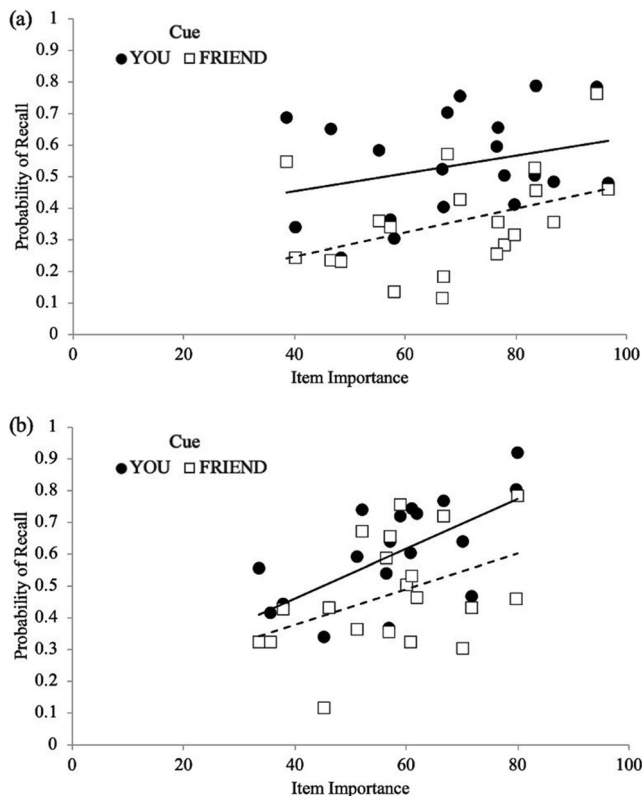 (a)
Cue
YOU FRIEND
Probability of Recall
1
0.9
0.8
0.7
0.6
0.5
0.4
0.3
0.2
0.1
0
0 20 40 60 80 100
Item Importance
(b)
Cue
YOU FRIEND
Probability of Recall
1
0.9
0.8
0.7
0.6
0.5
0.4
0.3
0.2
0.1
0
0 20 40 60 80 100
Item Importance